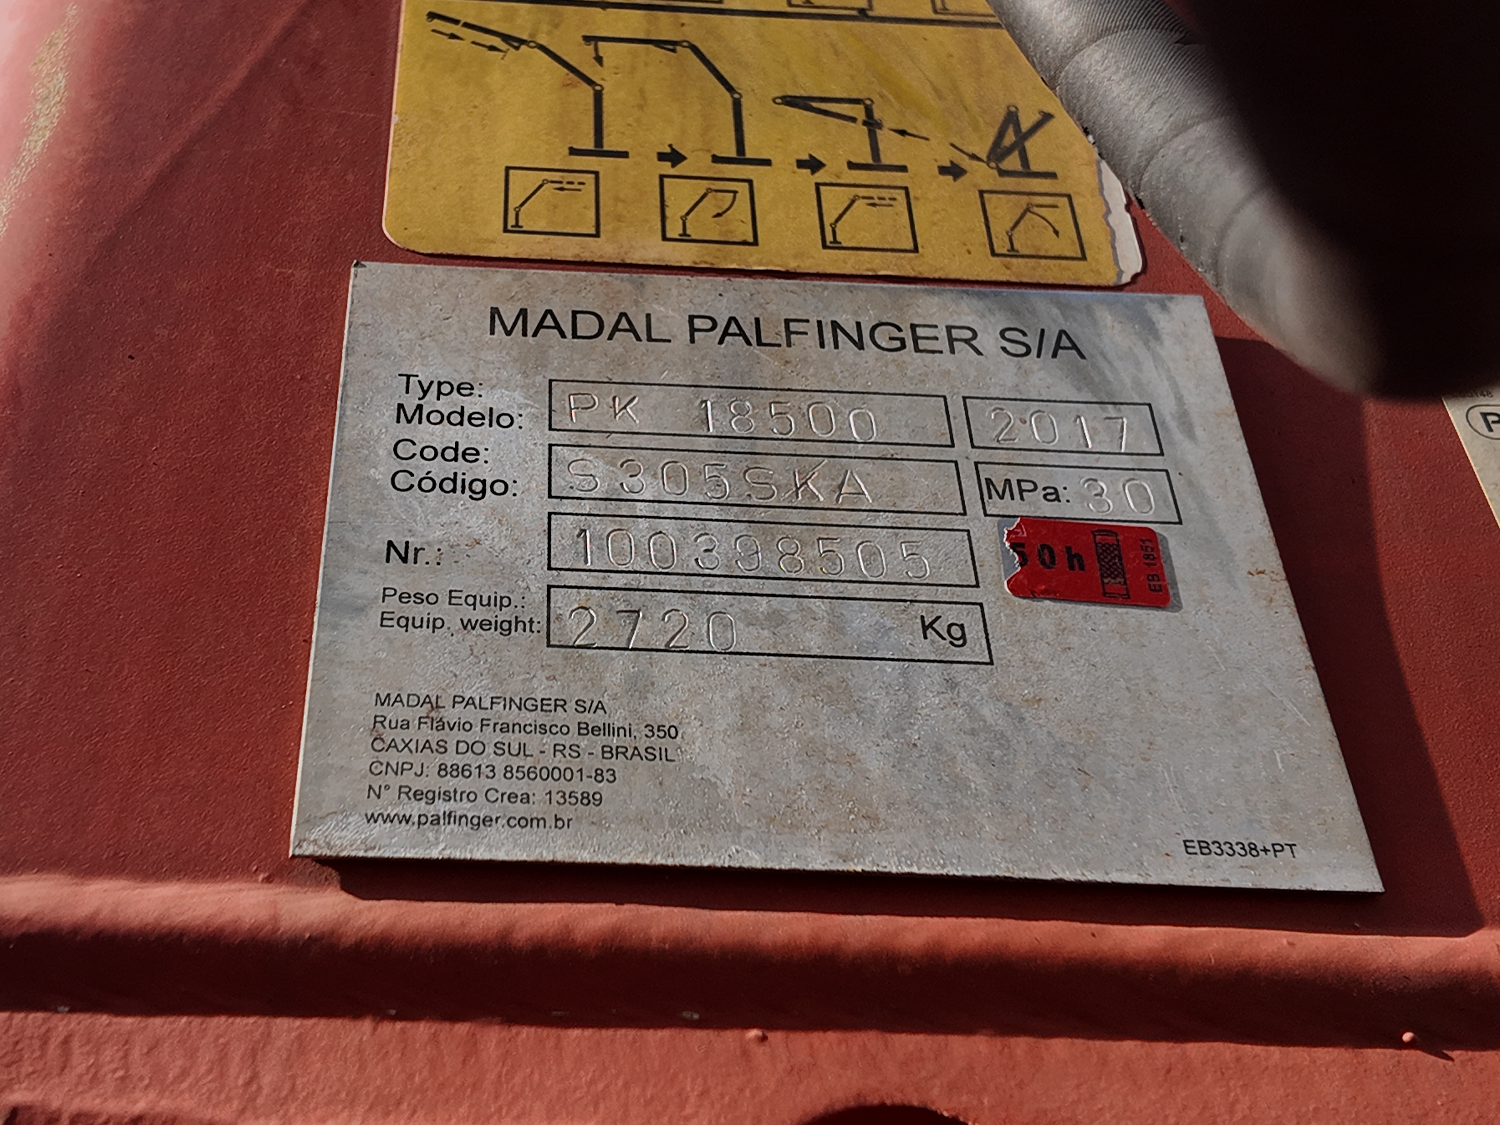 MADAL PALFINGER S/A
Type:
Modelo: PK 18500 2017
Code:
Código: S305SKA MPa: 30
Nr.: 100398505
50h EB 1851
Peso Equip.:
Equip. weight: 2720 Kg
MADAL PALFINGER S/A
Rua Flávio Francisco Bellini, 350
CAXIAS DO SUL - RS - BRASIL
CNPJ: 88613 8560001-83
N° Registro Crea: 13589
www.palfinger.com.br
EB3338+PT